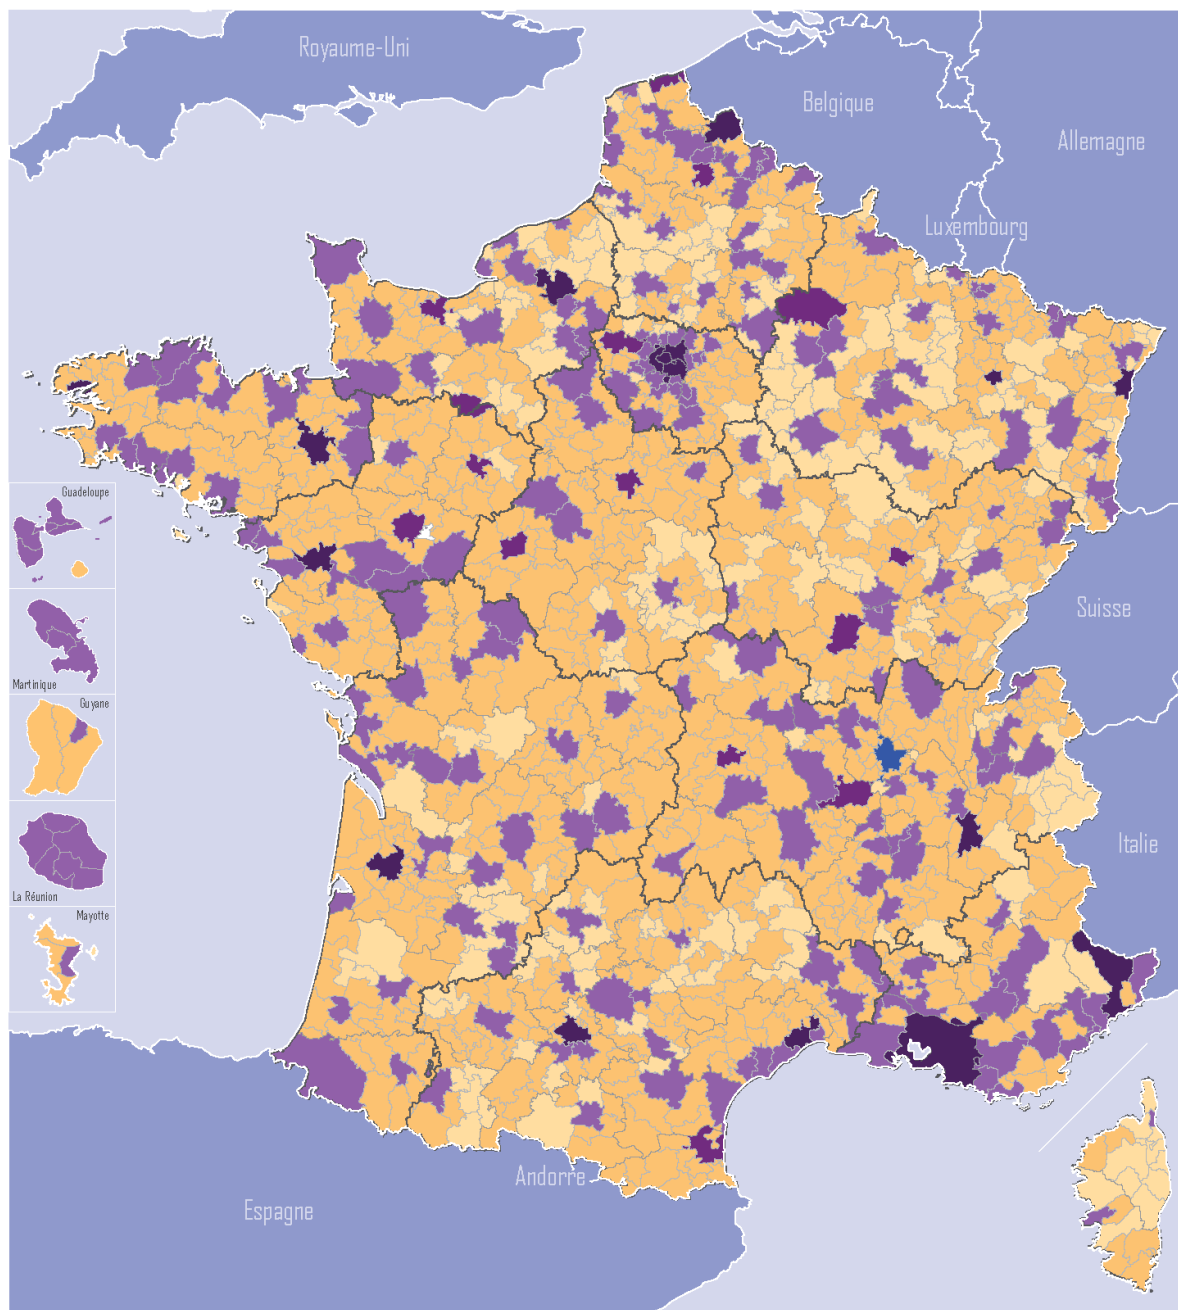 Royaume-Uni
Belgique
Allemagne
Luxembourg
Guadeloupe
Suisse
Martinique
Guyane
Italie
La Réunion
Mayotte
Andorre
Espagne